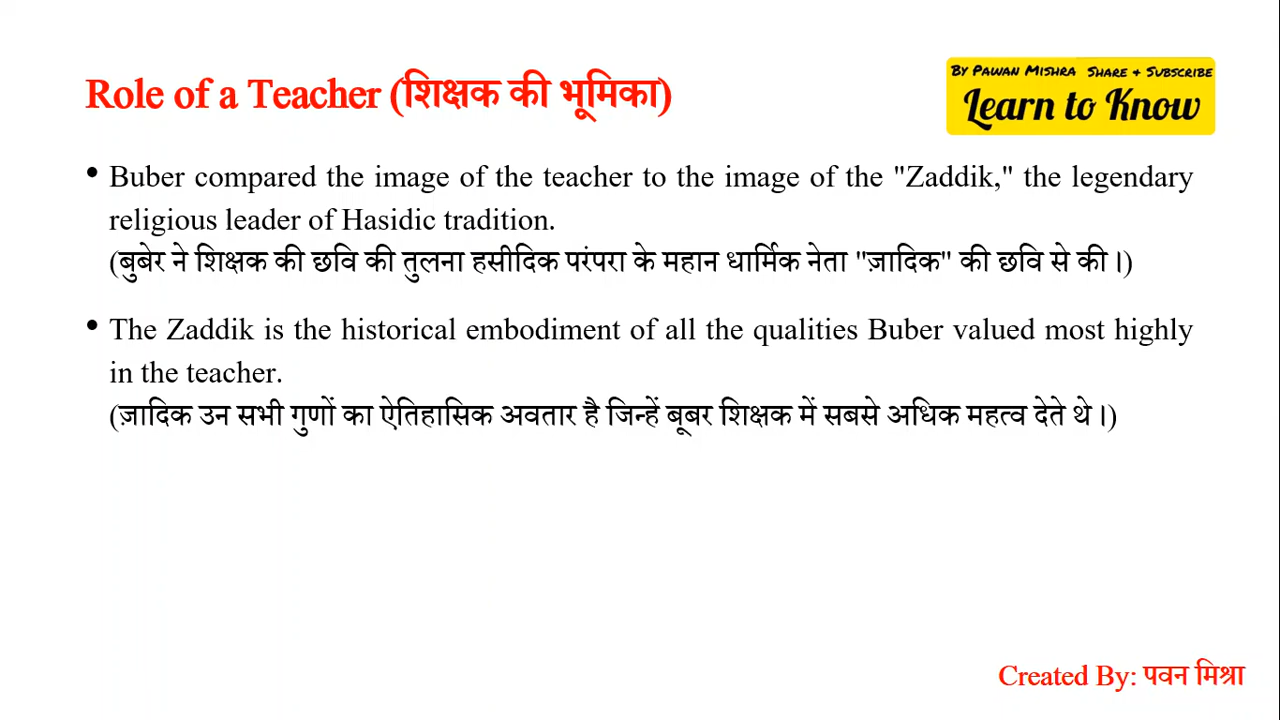 Role of a Teacher (शिक्षक की भूमिका)
BY PAWAN MISHRA SHARE & SUBSCRIBE
Learn to Know
• Buber compared the image of the teacher to the image of the "Zaddik," the legendary
religious leader of Hasidic tradition.
(बुबेर ने शिक्षक की छवि की तुलना हसीदिक परंपरा के महान धार्मिक नेता "ज़ादिक" की छवि से की।)
• The Zaddik is the historical embodiment of all the qualities Buber valued most highly
in the teacher.
(ज़ादिक उन सभी गुणों का ऐतिहासिक अवतार है जिन्हें बूबर शिक्षक में सबसे अधिक महत्व देते थे।)
Created By: पवन मिश्रा